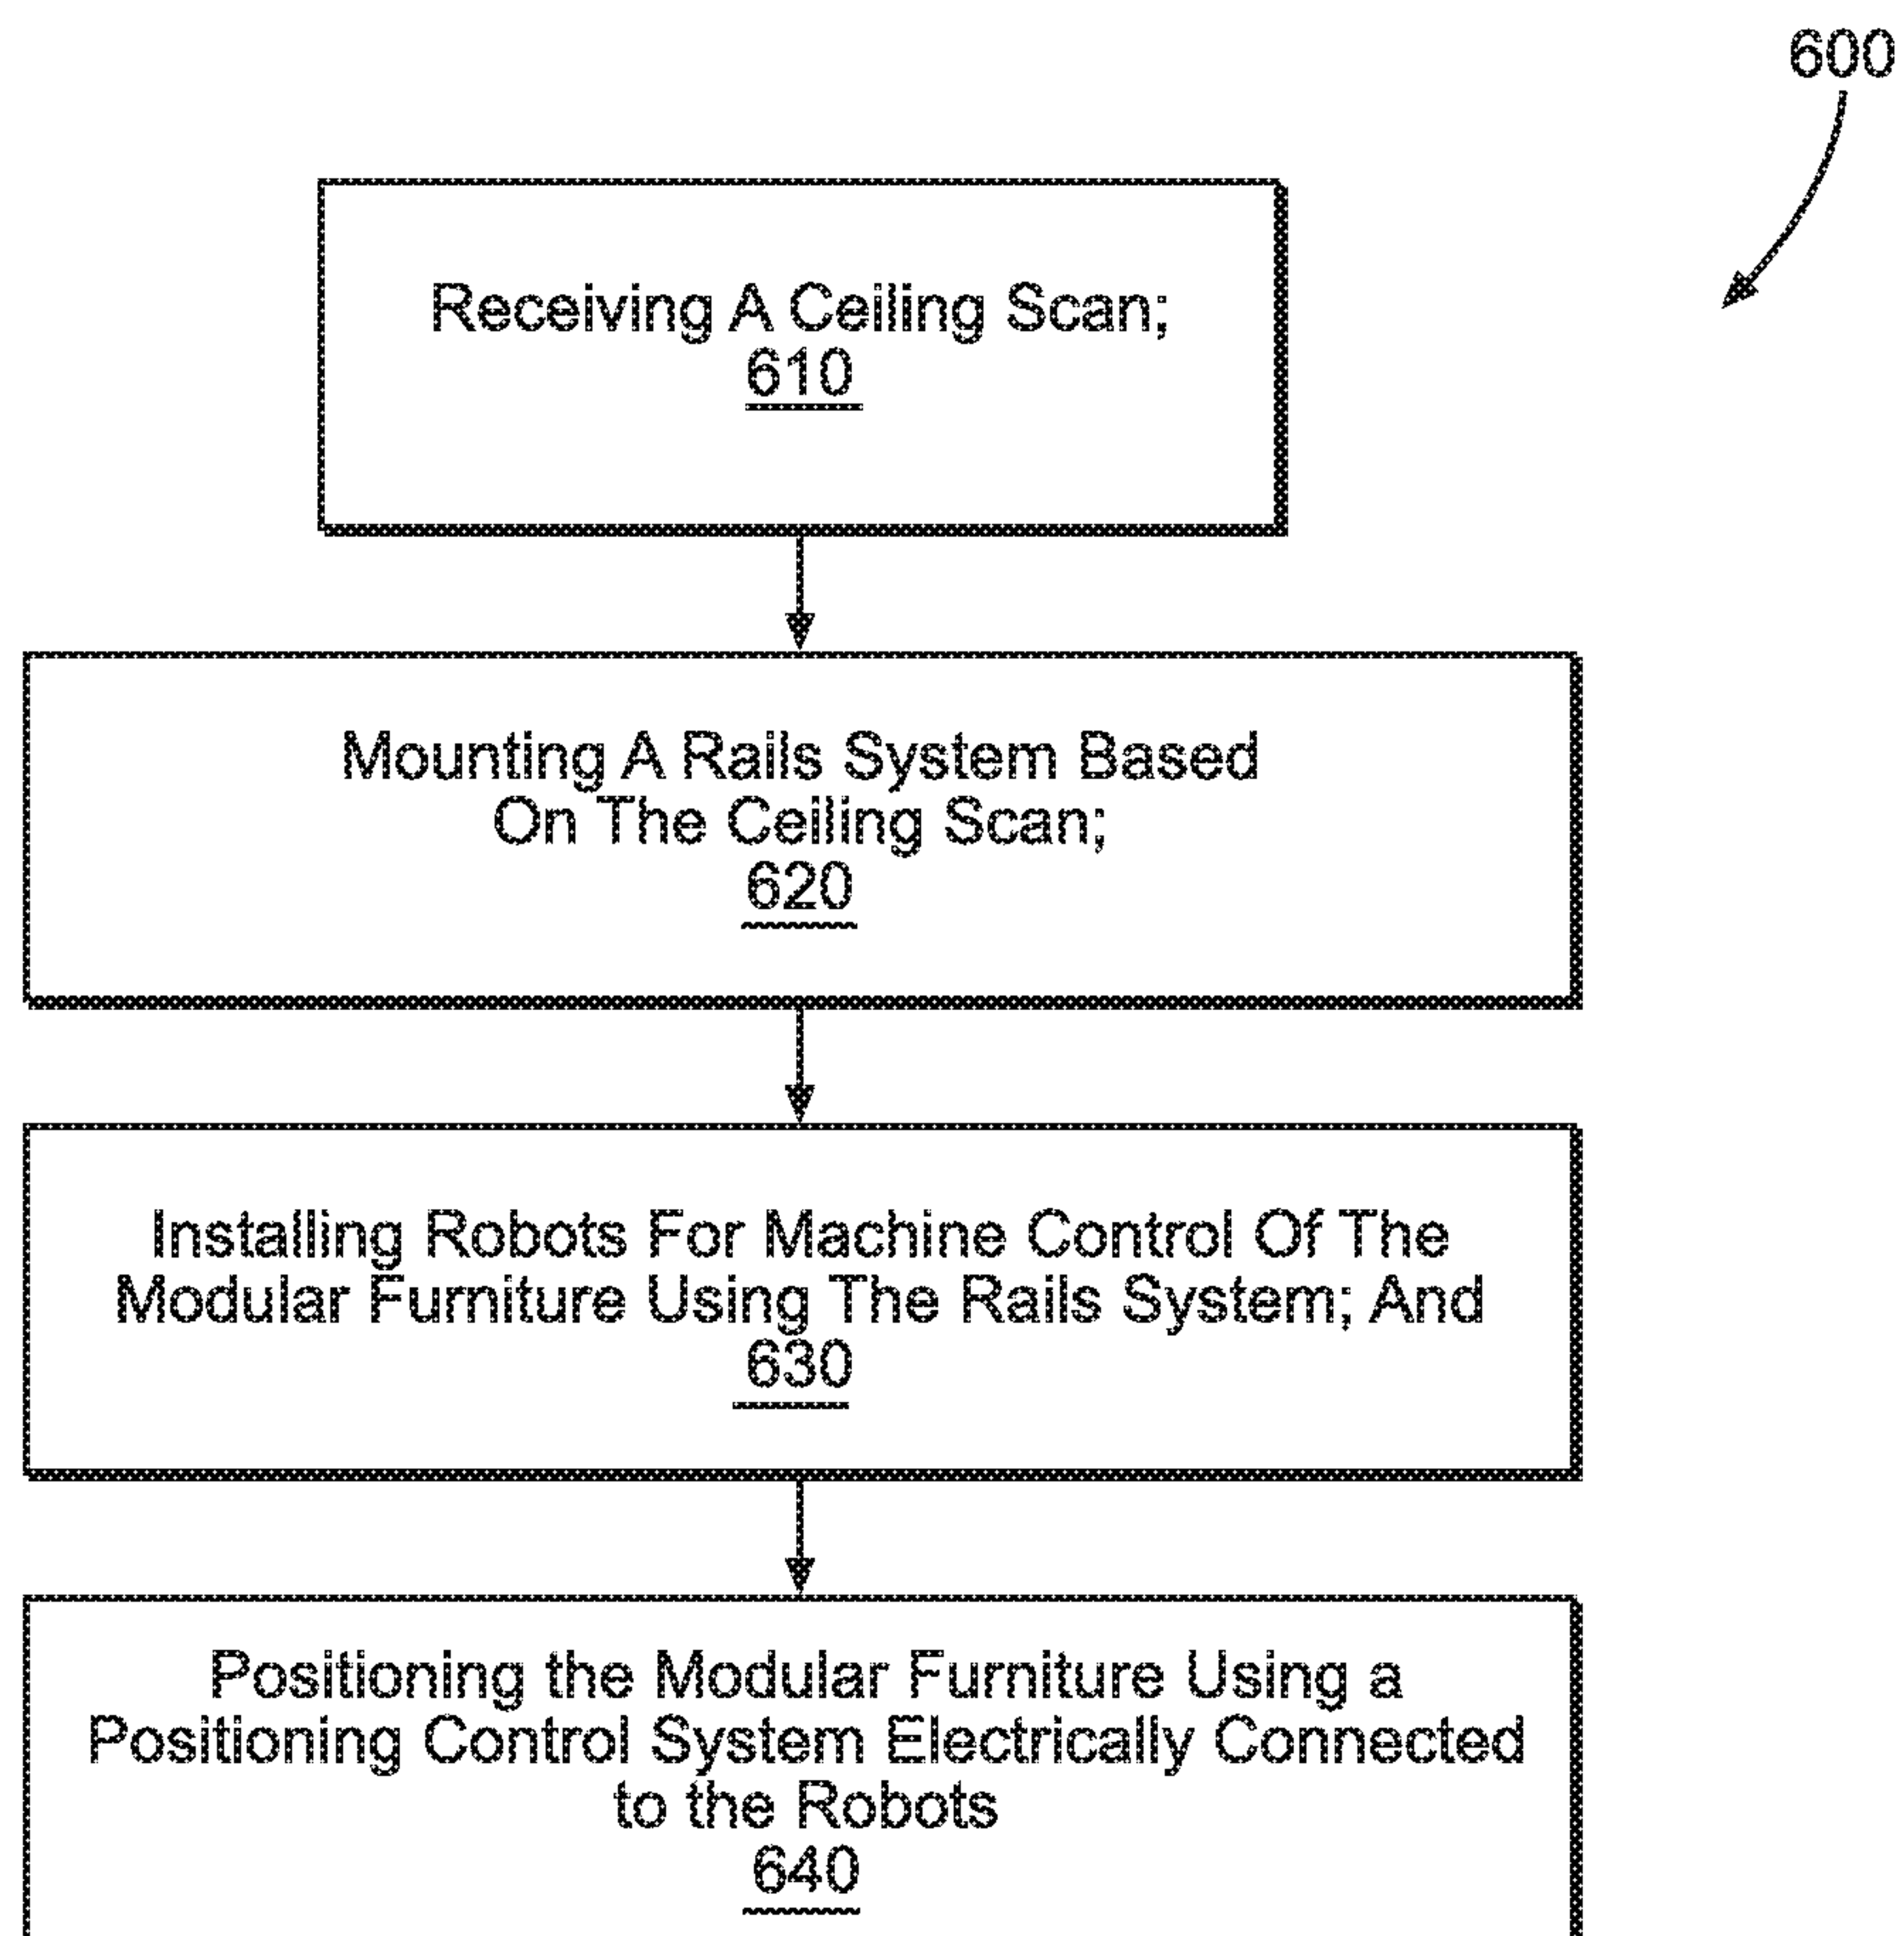 600
Receiving A Ceiling Scan;
610
Mounting A Rails System Based
On The Ceiling Scan;
620
Installing Robots For Machine Control Of The
Modular Furniture Using The Rails System; And
630
Positioning the Modular Furniture Using a
Positioning Control System Electrically Connected
to the Robots
640